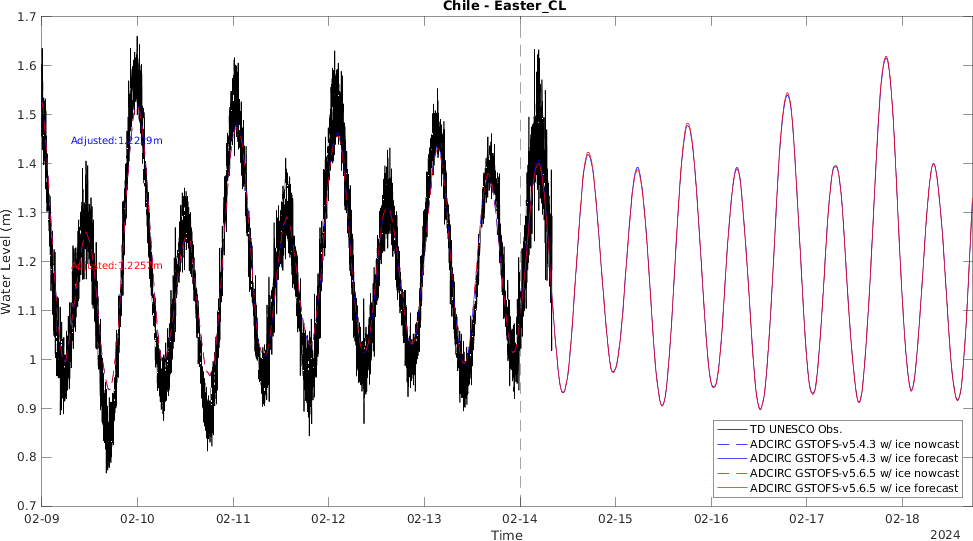 Chile - Easter_CL
1.7
1.6
1.5
1.4
1.3
1.2
1.1
1
0.9
0.8
0.7
Water Level (m)
Adjusted:1.2259m
02-09
02-10
02-11
02-12
02-13
02-14
02-15
02-16
02-17
02-18
Time
2024
TD UNESCO Obs.
ADCIRC GSTOFS-v5.4.3 w/ ice nowcast
ADCIRC GSTOFS-v5.4.3 w/ ice forecast
ADCIRC GSTOFS-v5.6.5 w/ ice nowcast
ADCIRC GSTOFS-v5.6.5 w/ ice forecast